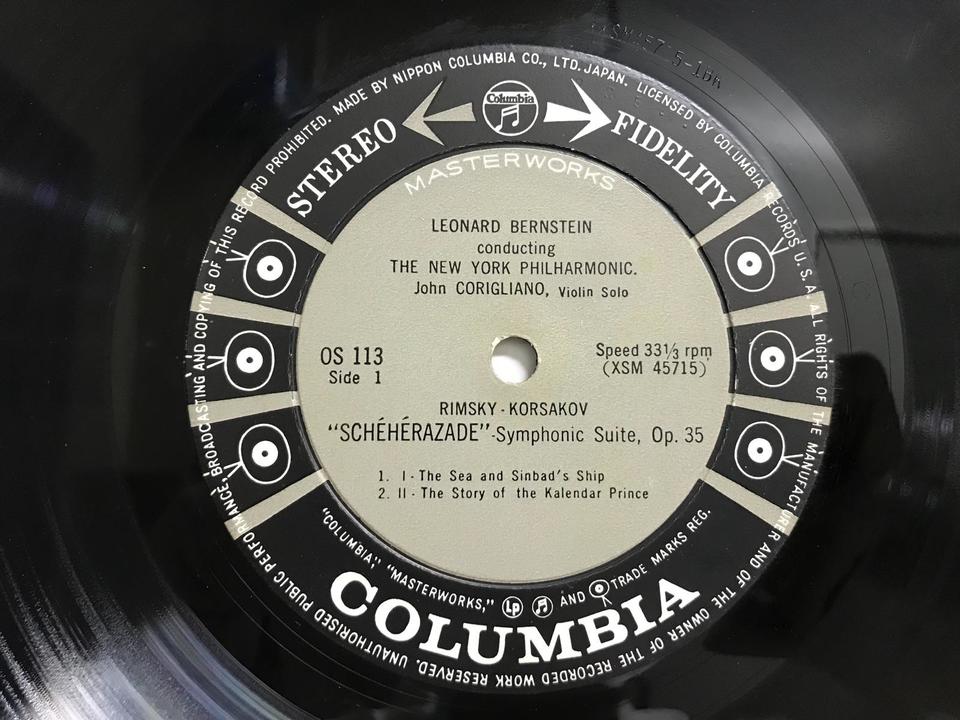 MADE BY NIPPON COLUMBIA CO., LTD. JAPAN. LICENSED BY COLUMBIA RECORDS U.S.A. ALL RIGHTS OF THE MANUFACTURER AND OF THE OWNER OF THE RECORDED WORK RESERVED. UNAUTHORISED PUBLIC PERFORMANCE, BROADCASTING AND COPYING OF THIS RECORD PROHIBITED.
Columbia
STEREO FIDELITY
MASTERWORKS
LEONARD BERNSTEIN
conducting
THE NEW YORK PHILHARMONIC.
John CORIGLIANO, Violin Solo
OS 113
Side 1
Speed 33⅓ rpm
(XSM 45715)
RIMSKY - KORSAKOV
“SCHÉHÉRAZADE”-Symphonic Suite, Op. 35
1. I - The Sea and Sinbad's Ship
2. II - The Story of the Kalendar Prince
"COLUMBIA," "MASTERWORKS," Lp AND TRADE MARKS REG.
COLUMBIA